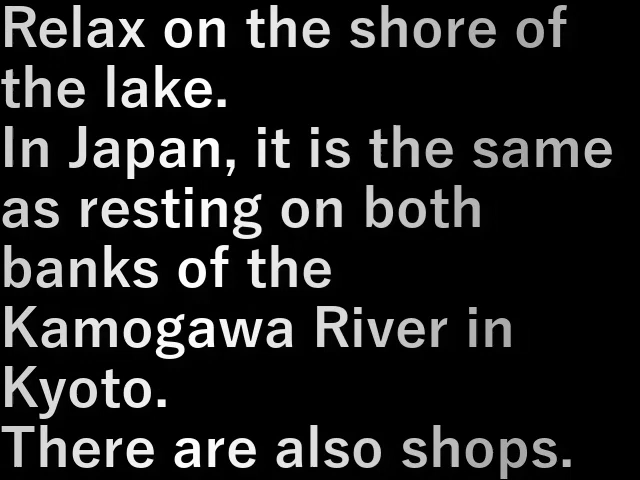 Relax on the shore of
the lake.
In Japan, it is the same
as resting on both
banks of the
Kamogawa River in
Kyoto.
There are also shops.